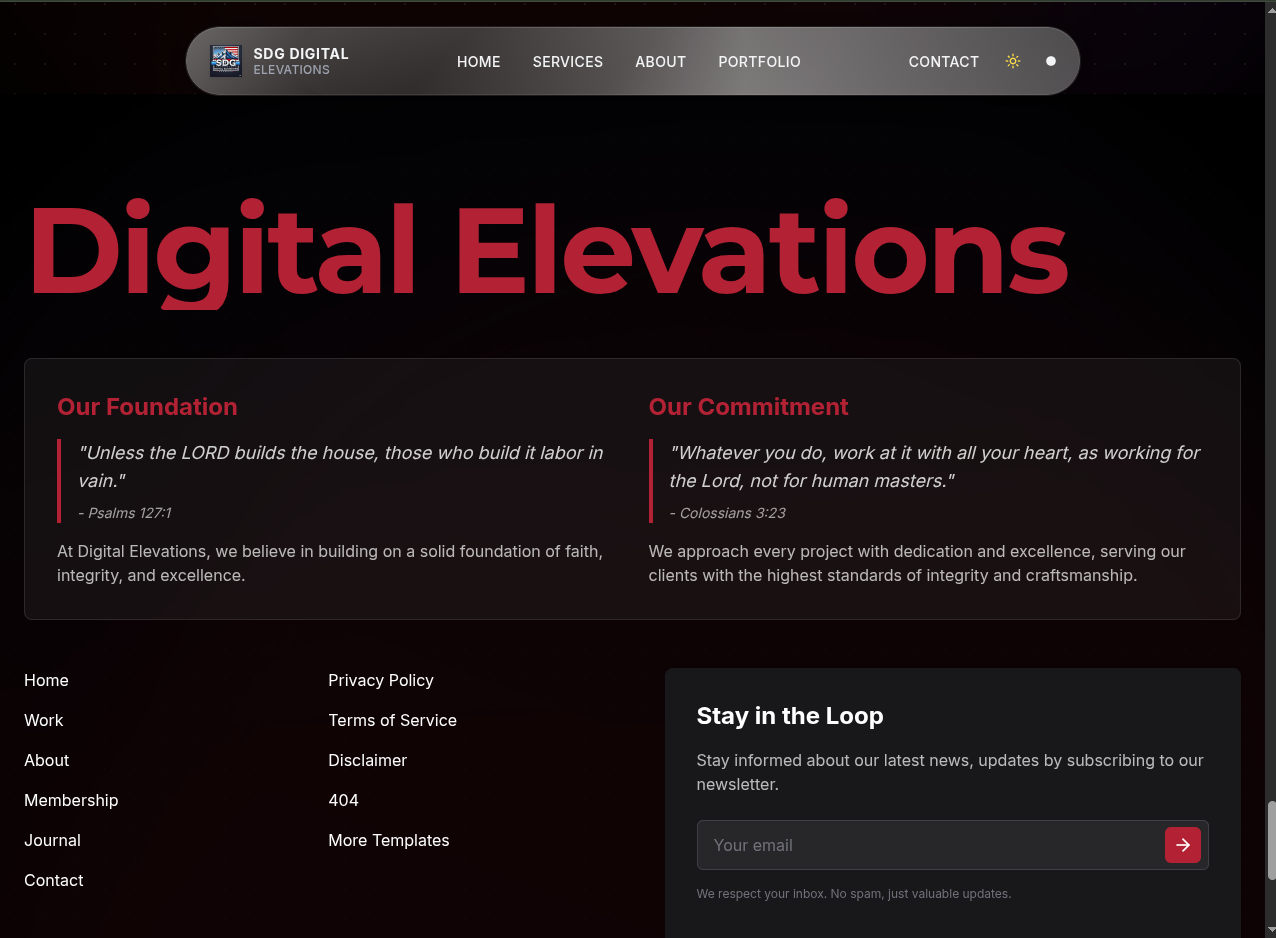 SDG
SDG DIGITAL
ELEVATIONS
HOME SERVICES ABOUT PORTFOLIO CONTACT
Digital Elevations
Our Foundation
"Unless the LORD builds the house, those who build it labor in
vain."
- Psalms 127:1
At Digital Elevations, we believe in building on a solid foundation of faith,
integrity, and excellence.
Our Commitment
"Whatever you do, work at it with all your heart, as working for
the Lord, not for human masters."
- Colossians 3:23
We approach every project with dedication and excellence, serving our
clients with the highest standards of integrity and craftsmanship.
Home
Work
About
Membership
Journal
Contact
Privacy Policy
Terms of Service
Disclaimer
404
More Templates
Stay in the Loop
Stay informed about our latest news, updates by subscribing to our
newsletter.
Your email
We respect your inbox. No spam, just valuable updates.